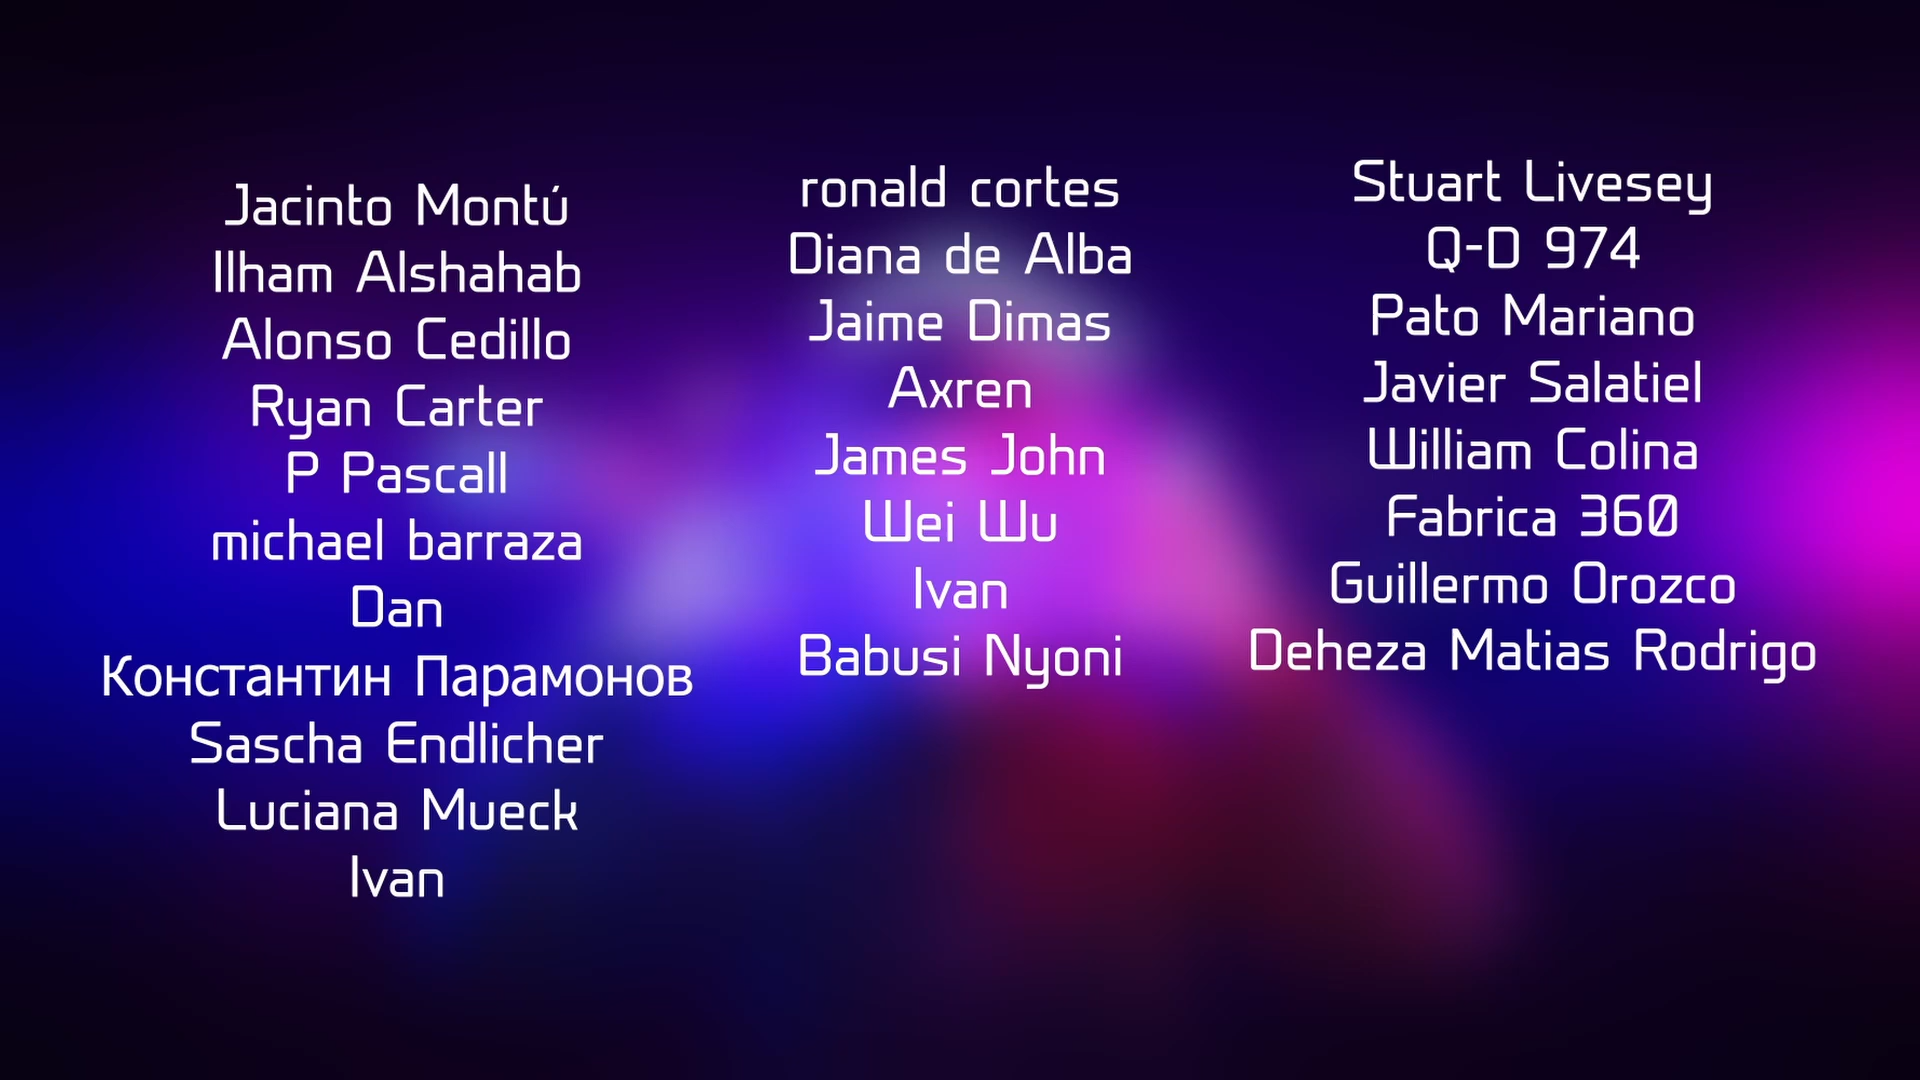 Jacinto Montú
Ilham Alshahab
Alonso Cedillo
Ryan Carter
P Pascall
michael barraza
Dan
Константин Парамонов
Sascha Endlicher
Luciana Mueck
Ivan
ronald cortes
Diana de Alba
Jaime Dimas
Axren
James John
Wei Wu
Ivan
Babusi Nyoni
Stuart Livesey
Q-D 974
Pato Mariano
Javier Salatiel
William Colina
Fabrica 360
Guillermo Orozco
Deheza Matias Rodrigo